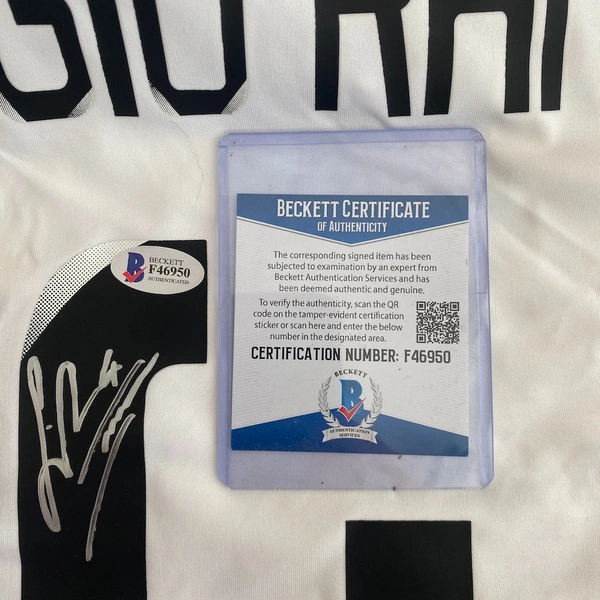 GIO RAI
BECKETT
F46950
AUTHENTICATED
BECKETT CERTIFICATE
OF AUTHENTICITY
The corresponding signed item has been
subjected to examination by an expert from
Beckett Authentication Services and has
been deemed authentic and genuine.
To verify the authenticity, scan the QR
code on the tamper-evident certification
sticker or scan here and enter the below
number in the designated area.
CERTIFICATION NUMBER: F46950
BECKETT
B
AUTHENTICATION
SERVICES